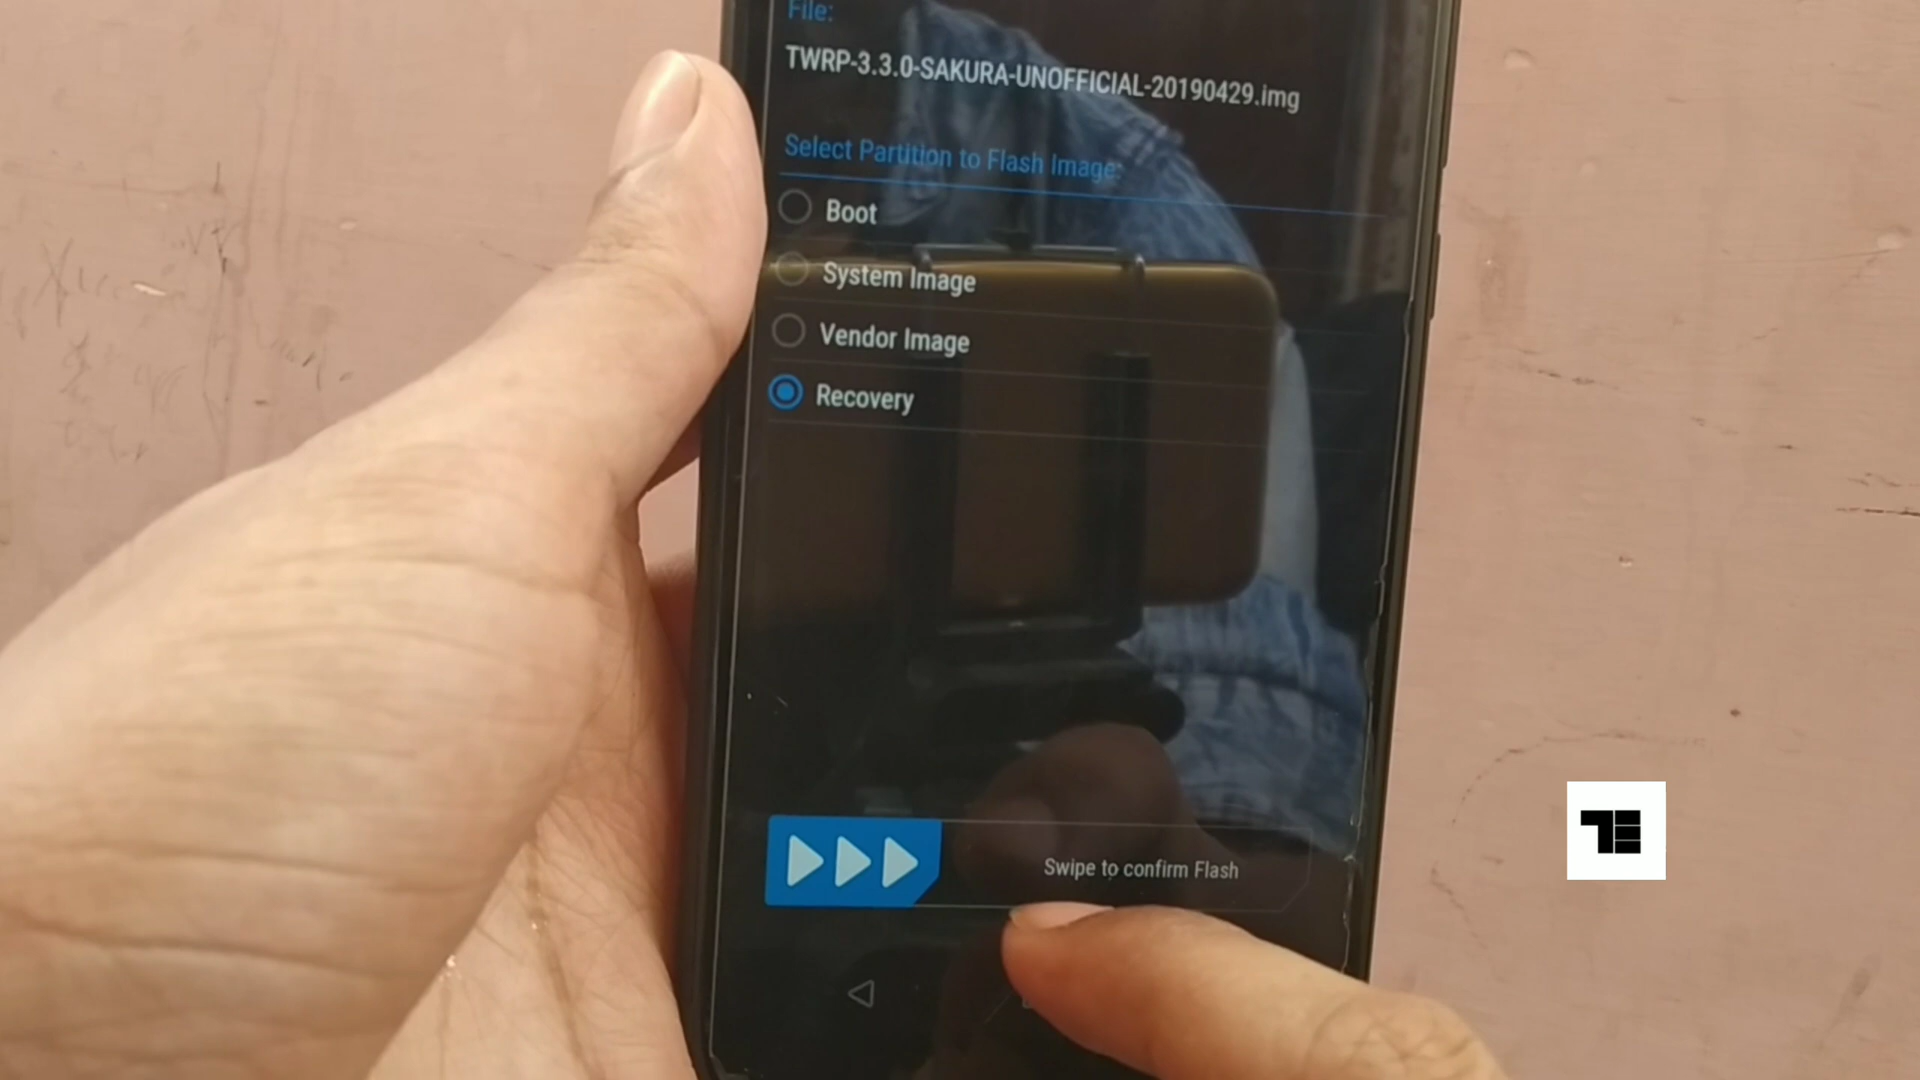 File:
TWRP-3.3.0-SAKURA-UNOFFICIAL-20190429.img
Select Partition to Flash Image:
Boot
System Image
Vendor Image
Recovery
Swipe to confirm Flash